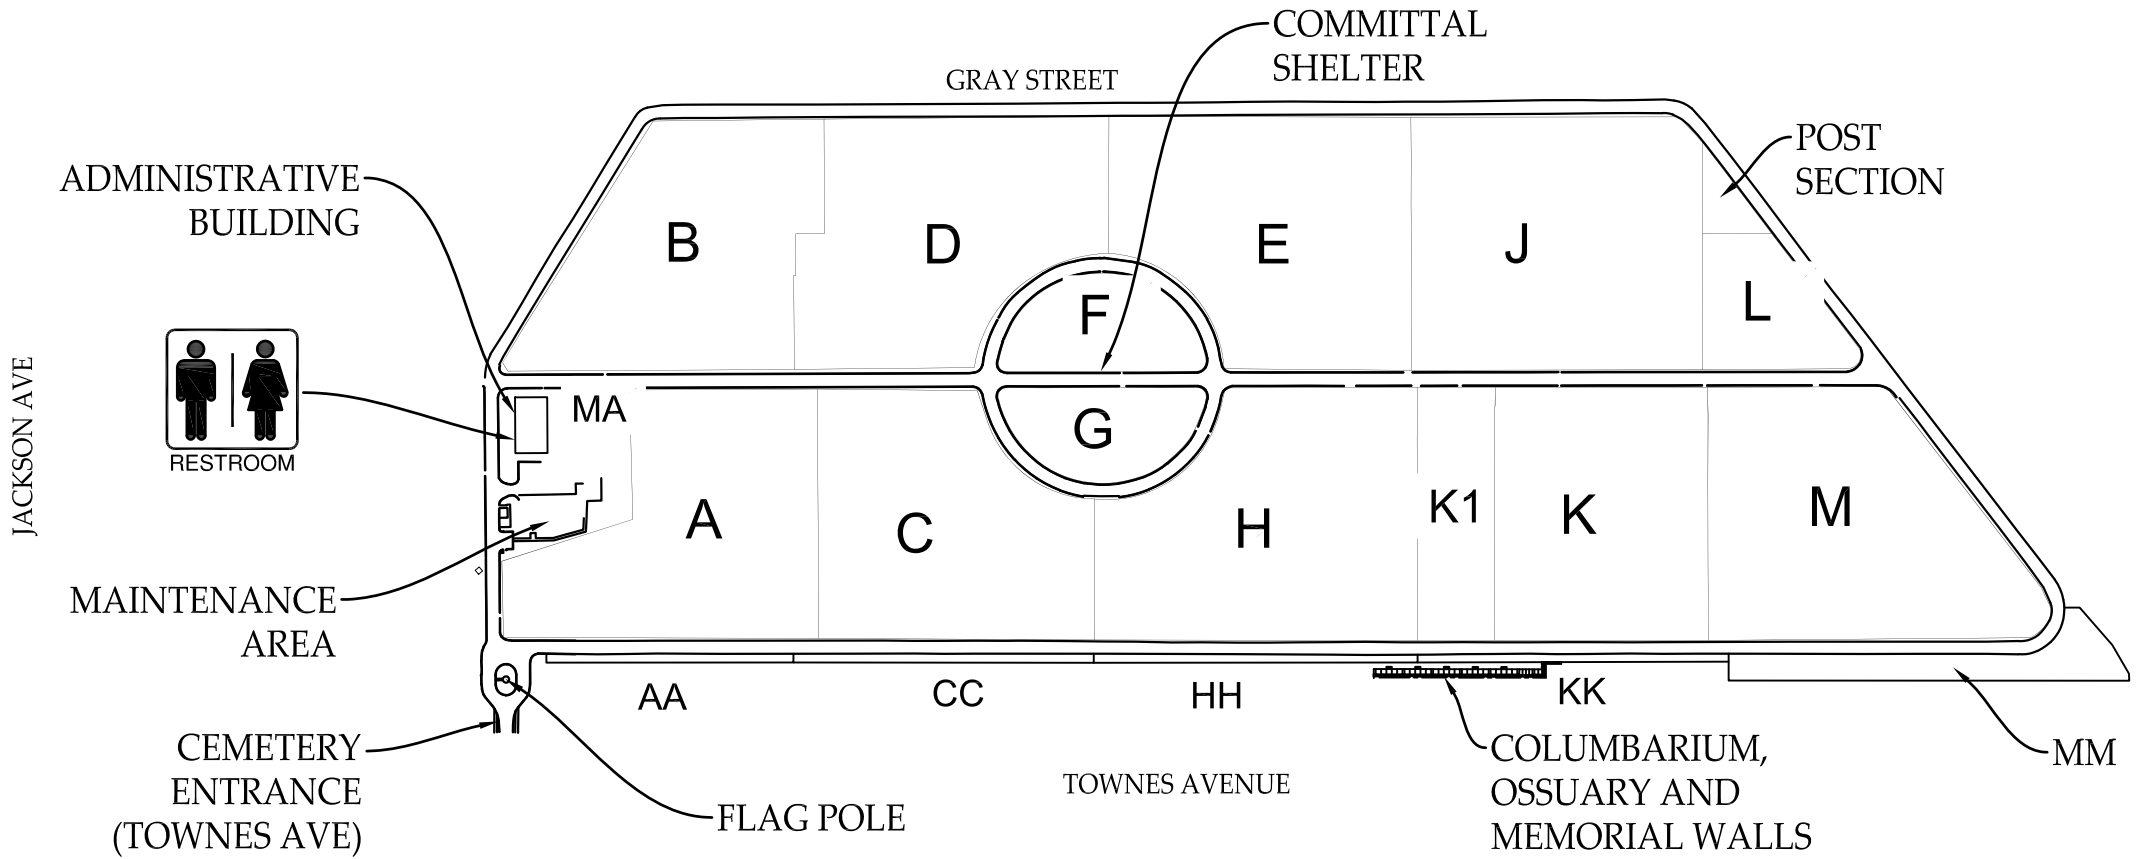 COMMITTAL
SHELTER
GRAY STREET
POST
SECTION
ADMINISTRATIVE
BUILDING
B
D
E
J
L
F
JACKSON AVE
RESTROOM
MA
G
A
C
H
K1
K
M
MAINTENANCE
AREA
AA
CC
HH
KK
CEMETERY
ENTRANCE
(TOWNES AVE)
FLAG POLE
TOWNES AVENUE
COLUMBARIUM,
OSSUARY AND
MEMORIAL WALLS
MM